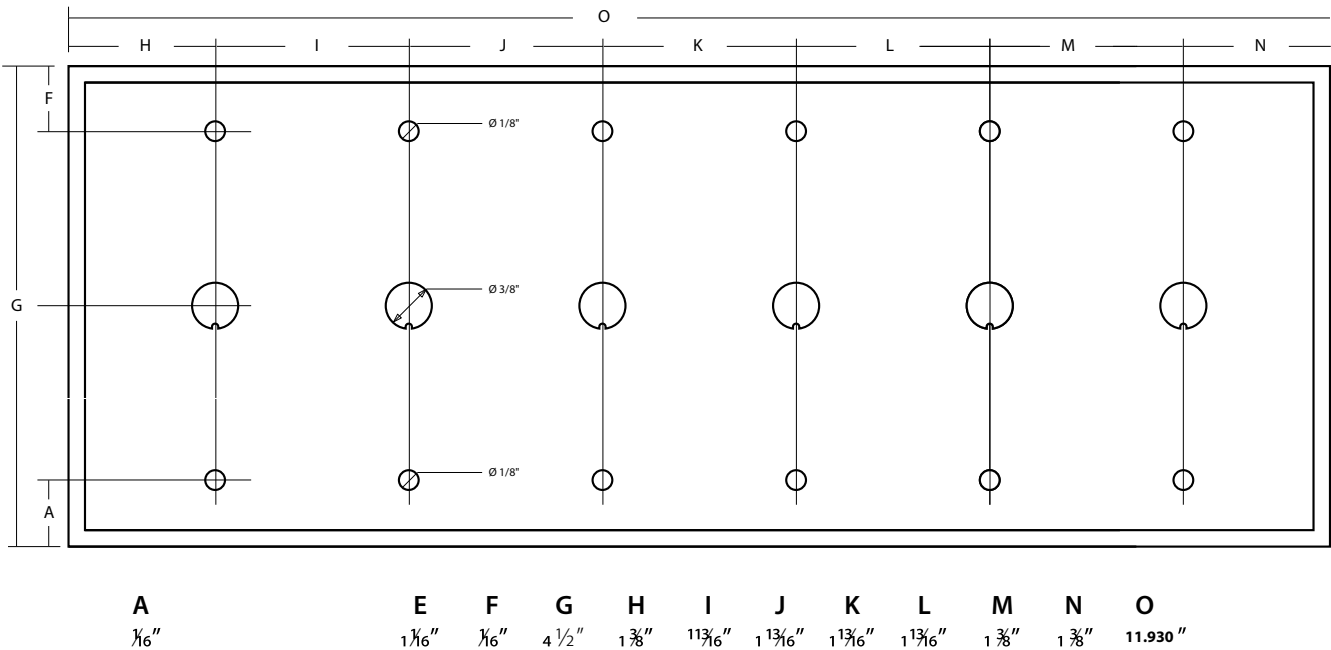 O
H I J K L M N
F
Ø 1/8"
Ø 3/8"
G
Ø 1/8"
A
A E F G H I J K L M N O
1/16" 1 1/16" 1/16" 4 1/2" 1 3/8" 1 13/16" 1 13/16" 1 13/16" 1 13/16" 1 3/8" 1 3/8" 11.930 "